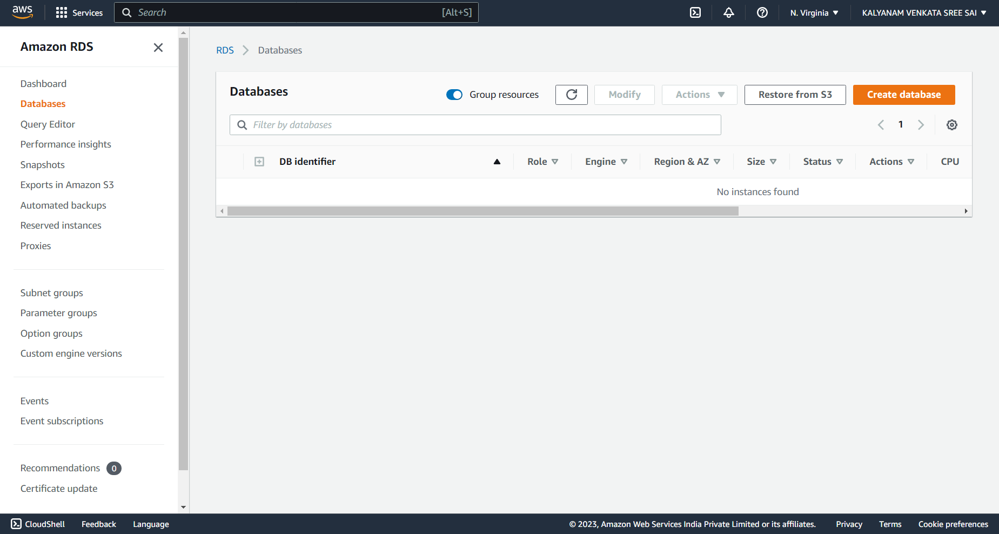 aws Services Search [Alt+S] N. Virginia KALYANAM VENKATA SREE SAI
Amazon RDS
Dashboard
Databases
Query Editor
Performance insights
Snapshots
Exports in Amazon S3
Automated backups
Reserved instances
Proxies
Subnet groups
Parameter groups
Option groups
Custom engine versions
Events
Event subscriptions
Recommendations 0
Certificate update
RDS Databases
Databases Group resources Modify Actions Restore from S3 Create database
Filter by databases 1
DB identifier Role Engine Region & AZ Size Status Actions CPU
No instances found
CloudShell Feedback Language © 2023, Amazon Web Services India Private Limited or its affiliates. Privacy Terms Cookie preferences